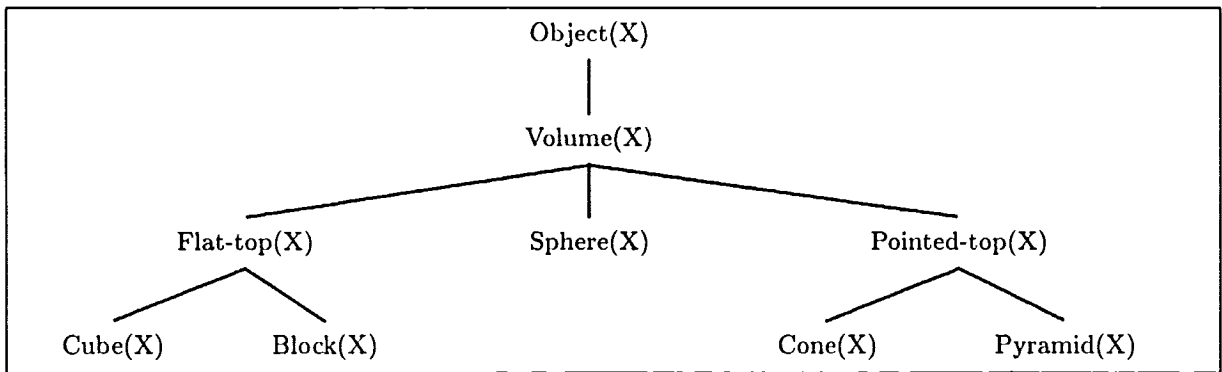 Object(X)
Volume(X)
Flat-top(X) Sphere(X) Pointed-top(X)
Cube(X) Block(X) Cone(X) Pyramid(X)